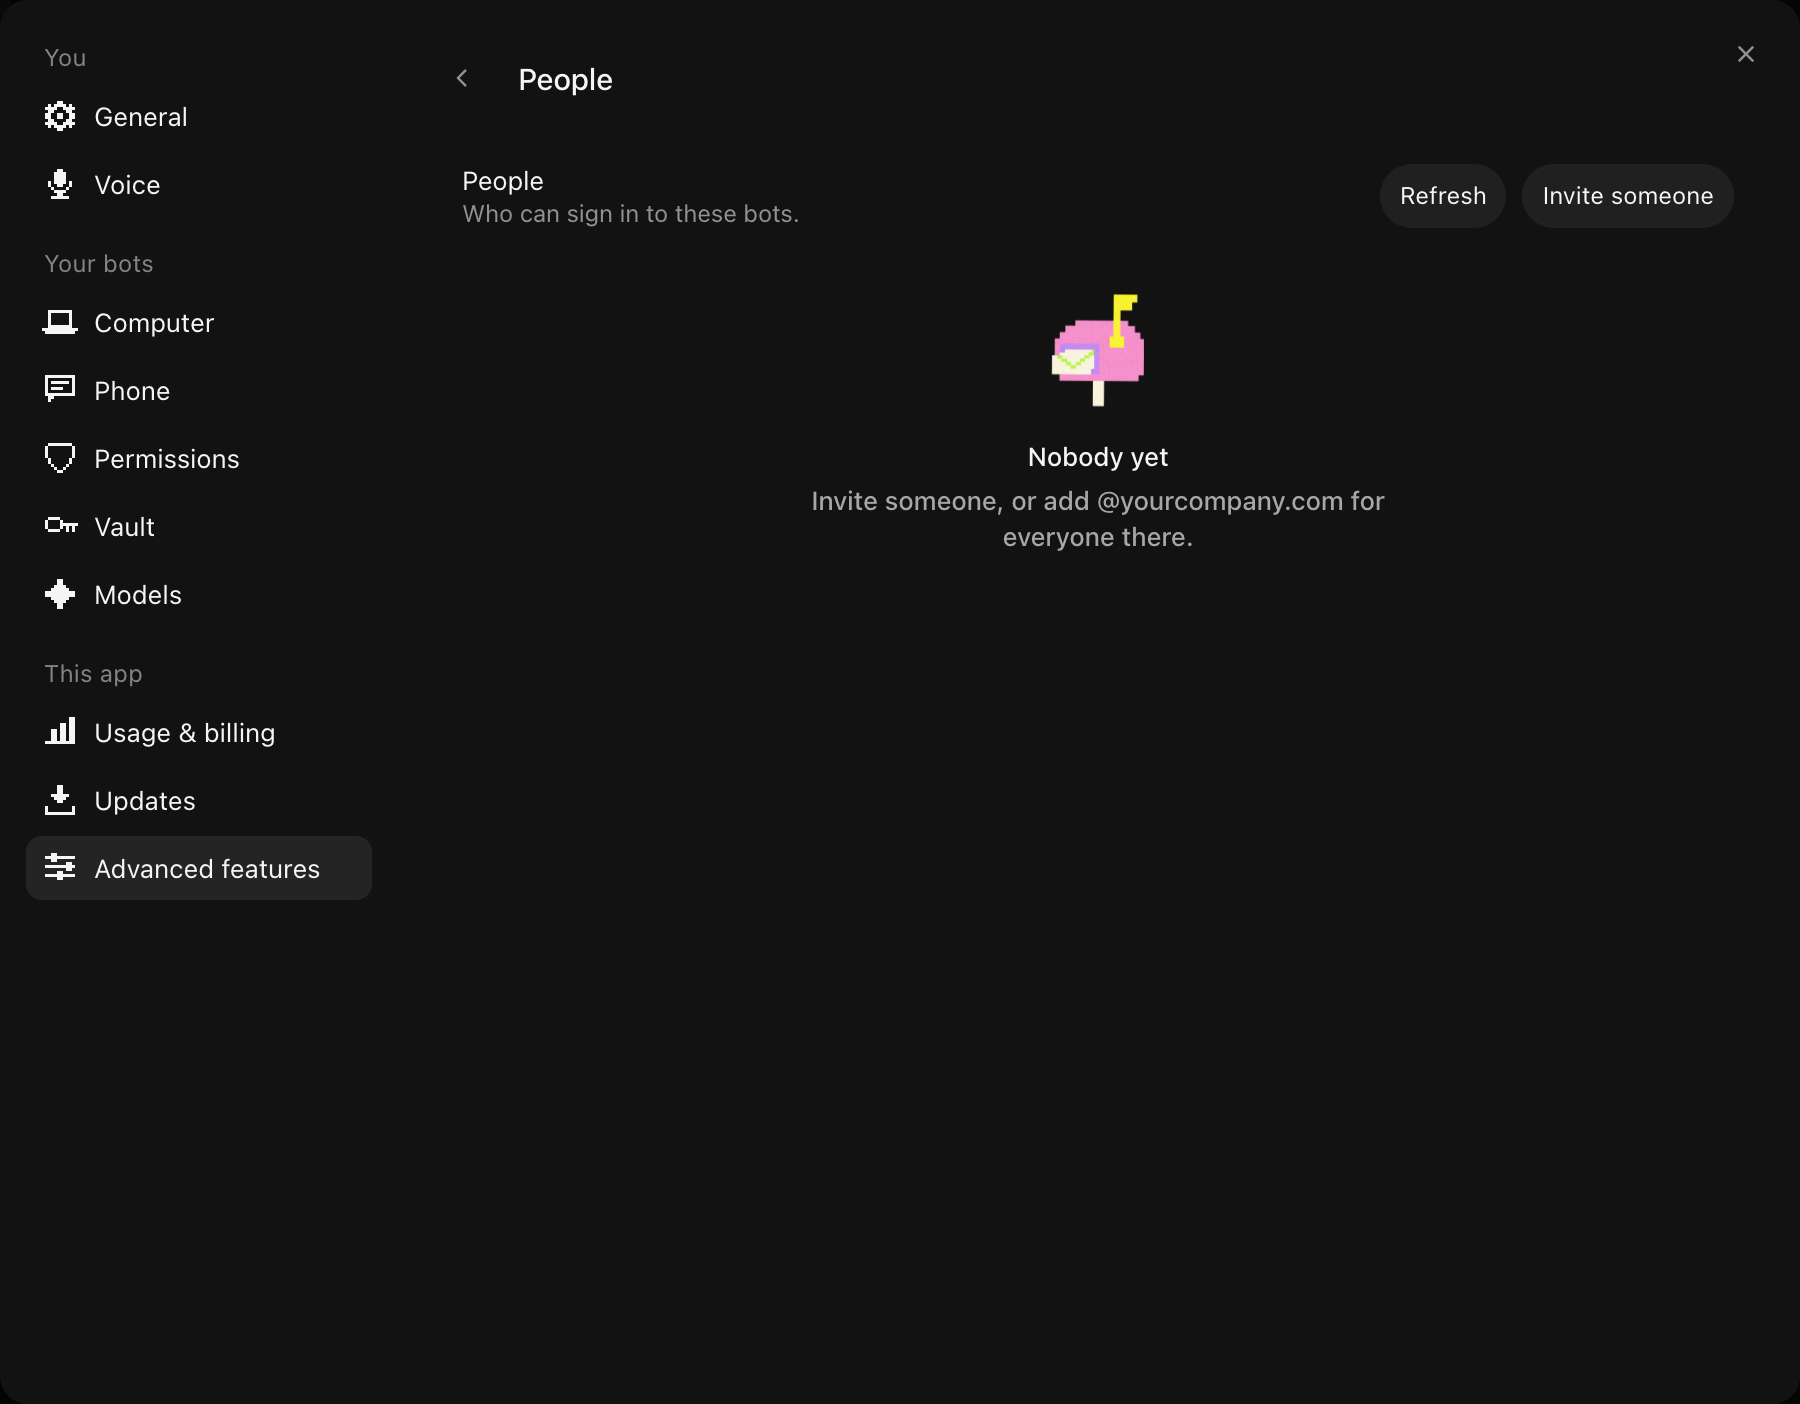 You
General
Voice
Your bots
Computer
Phone
Permissions
Vault
Models
This app
Usage & billing
Updates
Advanced features
People
People
Who can sign in to these bots.
Refresh
Invite someone
Nobody yet
Invite someone, or add @yourcompany.com for
everyone there.